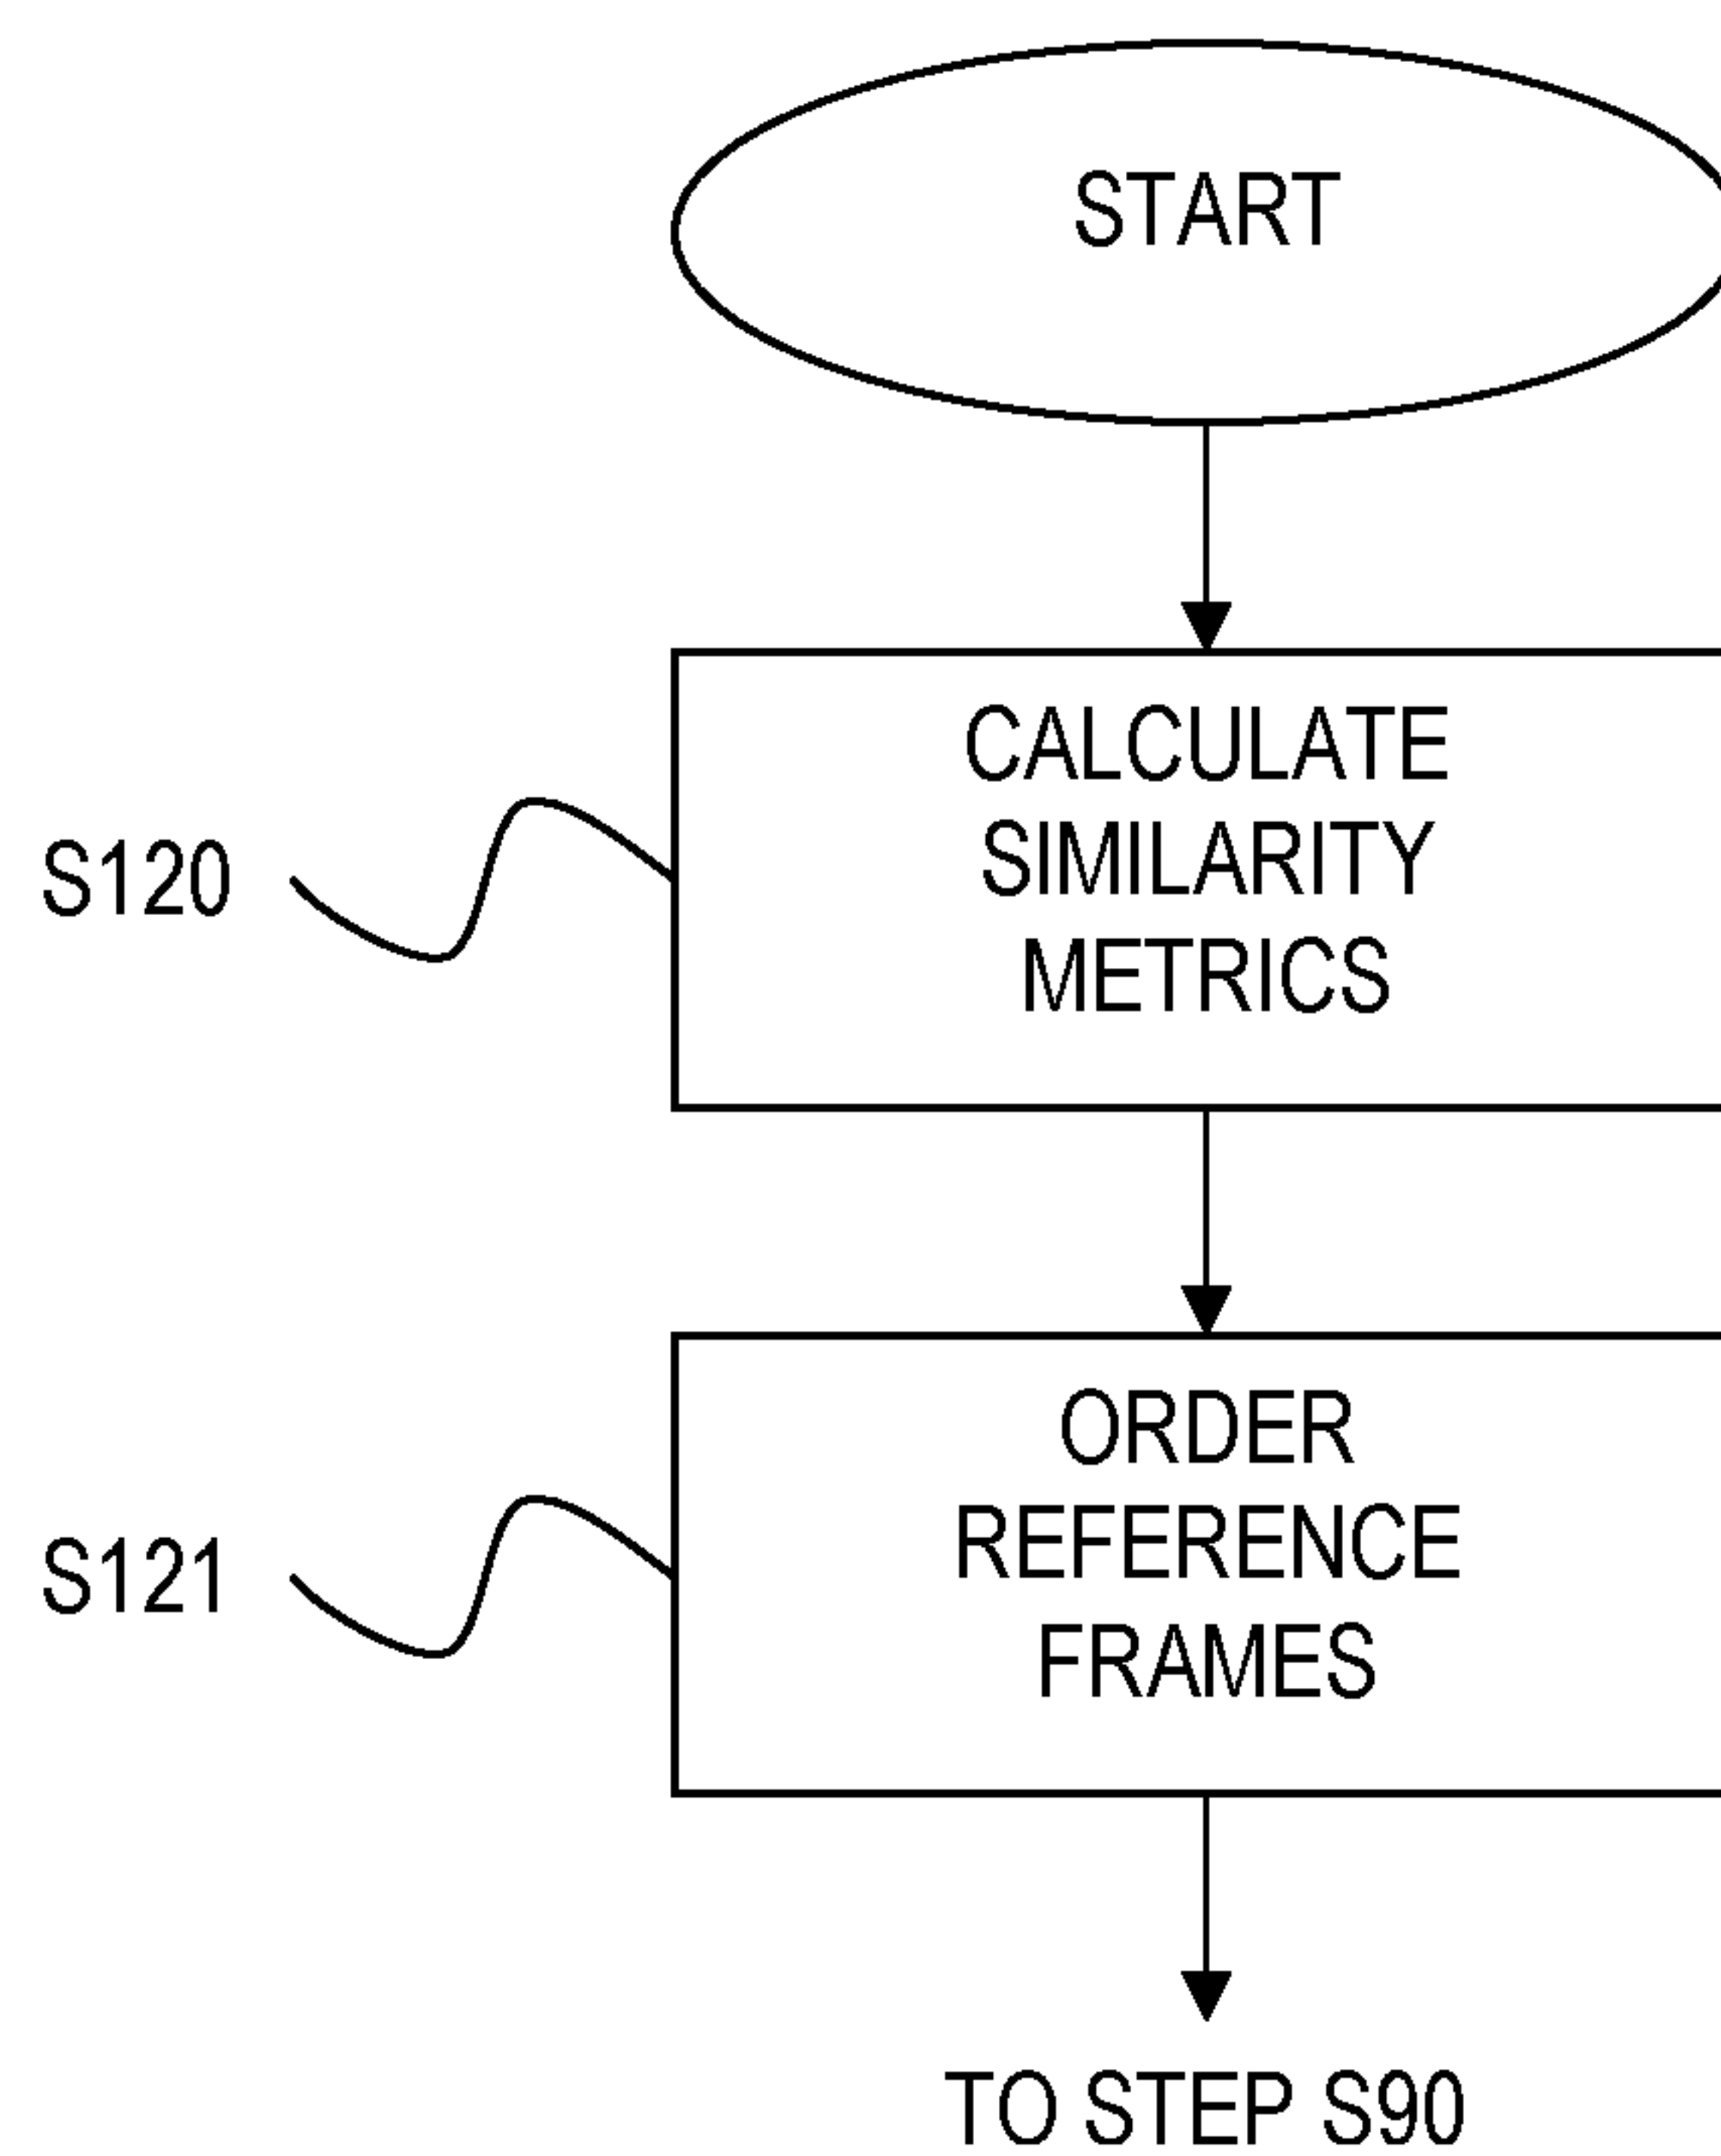 START
CALCULATE
SIMILARITY
METRICS
S120
ORDER
REFERENCE
FRAMES
S121
TO STEP S90